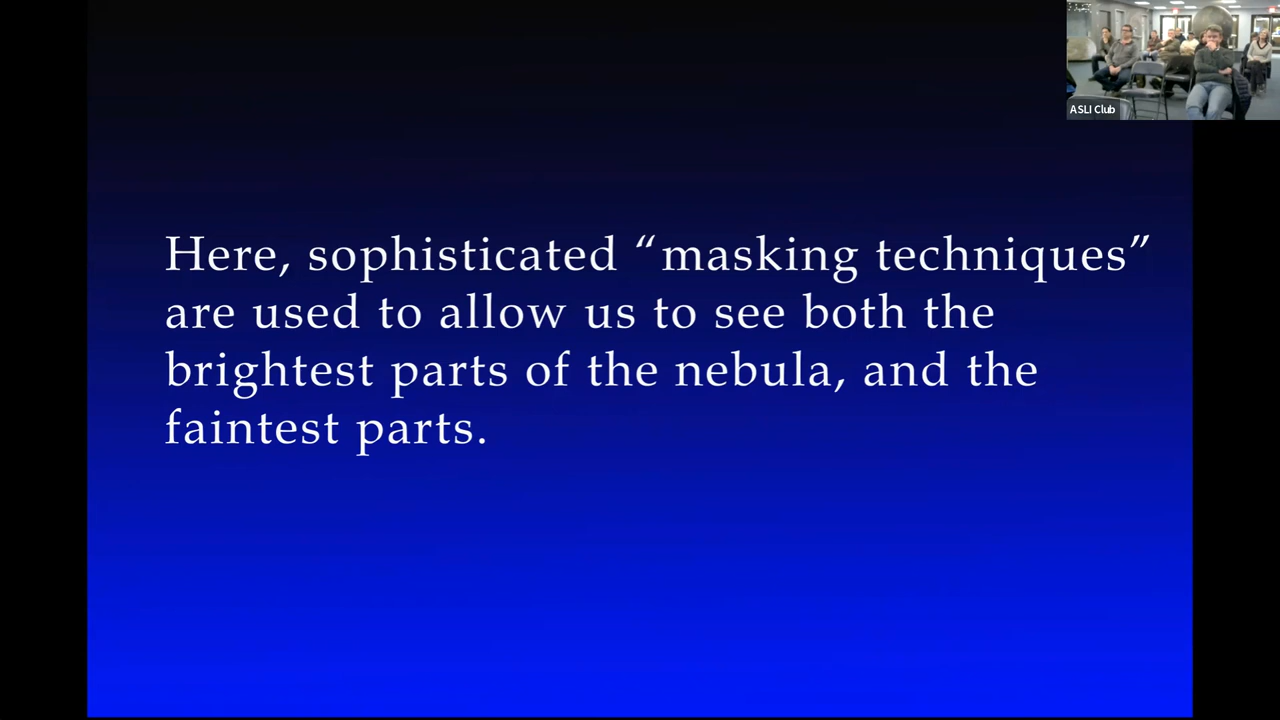 ASLI Club
Here, sophisticated “masking techniques”
are used to allow us to see both the
brightest parts of the nebula, and the
faintest parts.